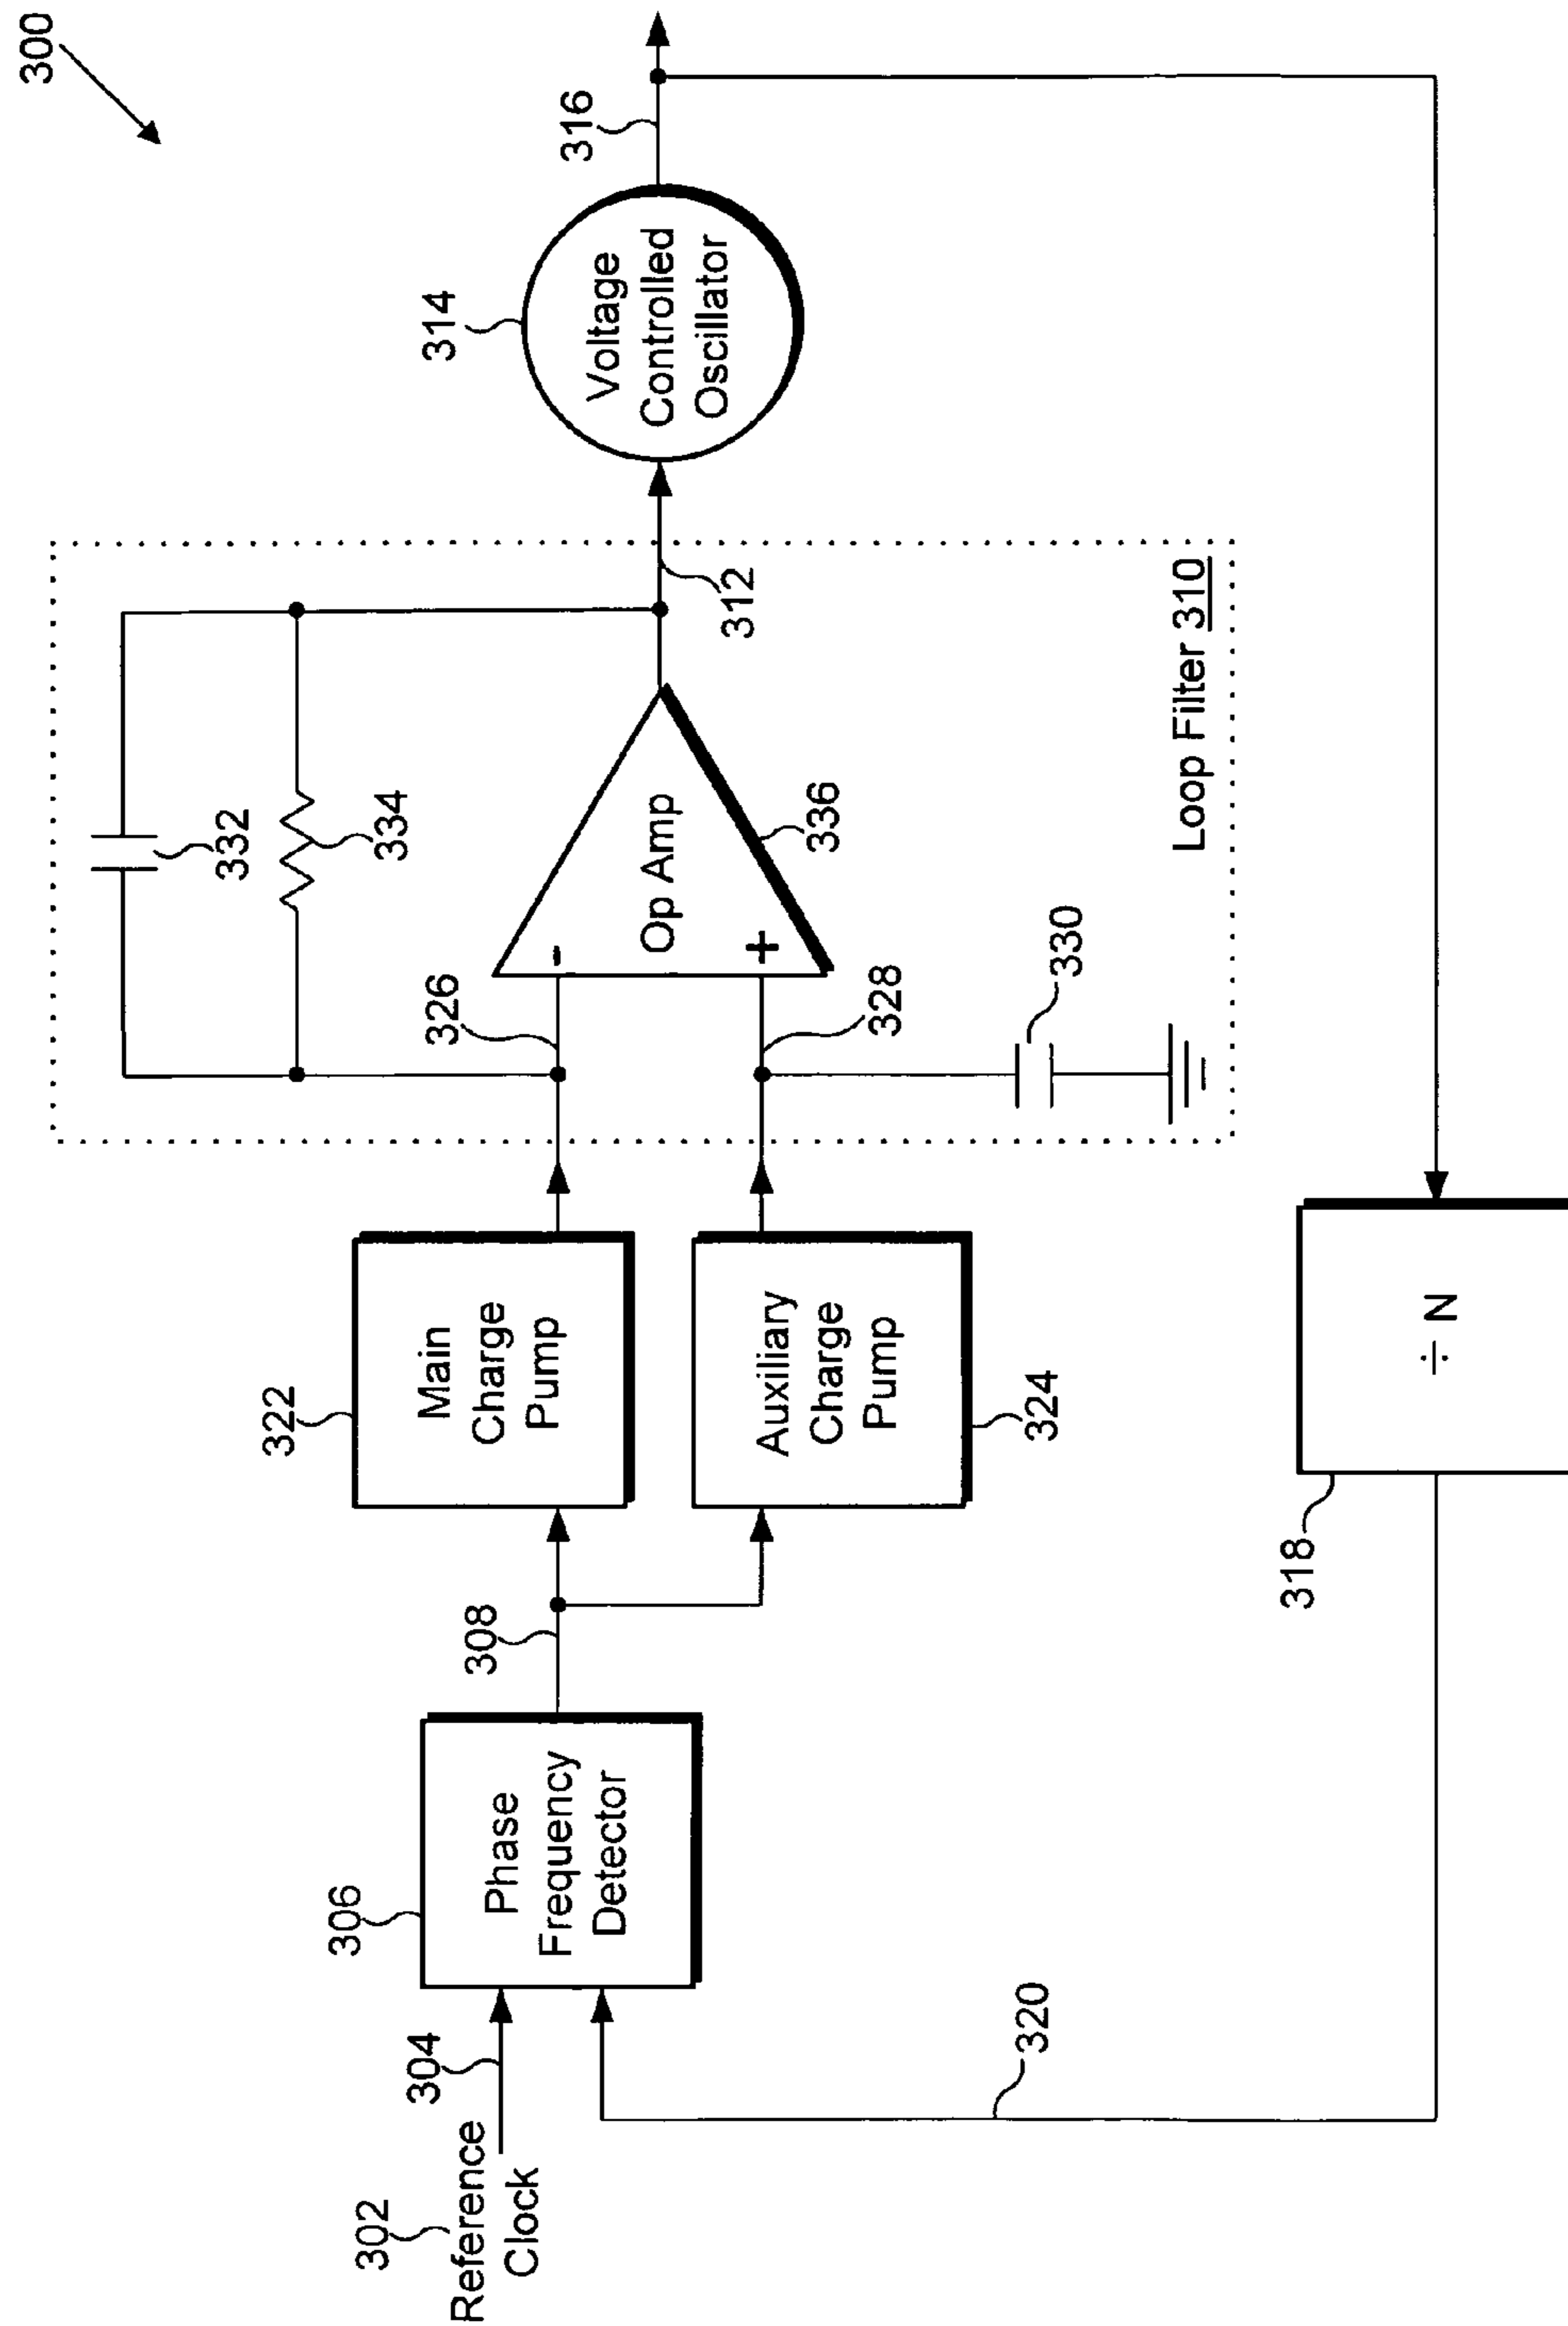 300
332
334
Op Amp
-
+
336
326
328
330
312
Loop Filter 310
314
Voltage
Controlled
Oscillator
316
322
Main
Charge
Pump
Auxiliary
Charge
Pump
324
308
306
Phase
Frequency
Detector
304
302
Reference
Clock
320
318
÷ N